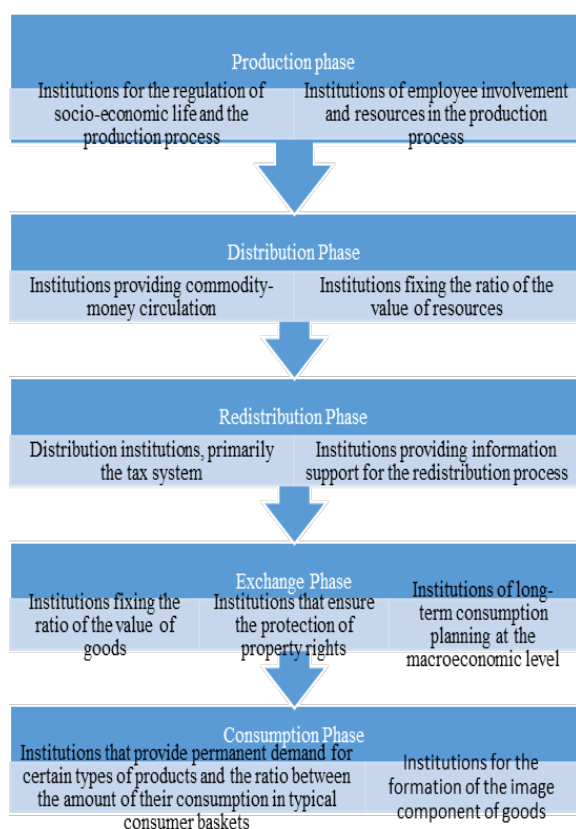 Production phase
Institutions for the regulation of
socio-economic life and the
production process
Institutions of employee involvement
and resources in the production
process
Distribution Phase
Institutions providing commodity-
money circulation
Institutions fixing the ratio of the
value of resources
Redistribution Phase
Distribution institutions, primarily
the tax system
Institutions providing information
support for the redistribution process
Exchange Phase
Institutions fixing the
ratio of the value of
goods
Institutions that ensure
the protection of
property rights
Institutions of long-
term consumption
planning at the
macroeconomic level
Consumption Phase
Institutions that provide permanent demand for
certain types of products and the ratio between
the amount of their consumption in typical
consumer baskets
Institutions for the
formation of the image
component of goods